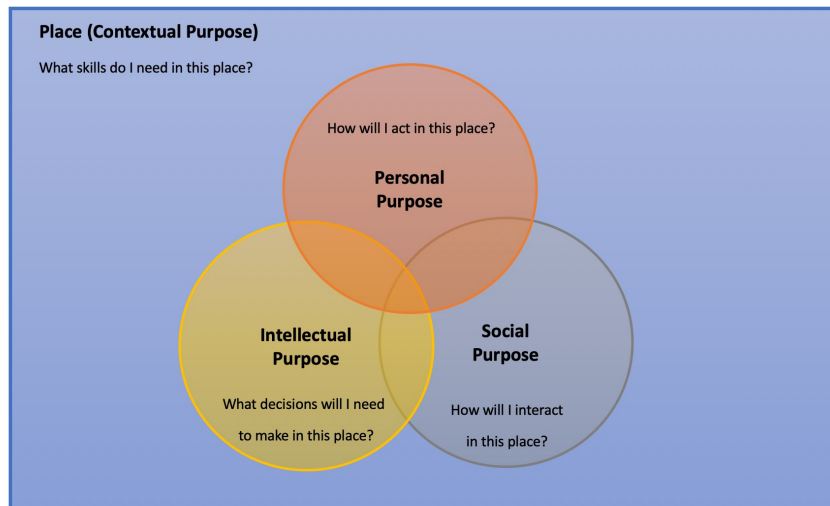 Place (Contextual Purpose)
What skills do I need in this place?
How will I act in this place?
Personal
Purpose
Intellectual
Purpose
What decisions will I need
to make in this place?
Social
Purpose
How will I interact
in this place?